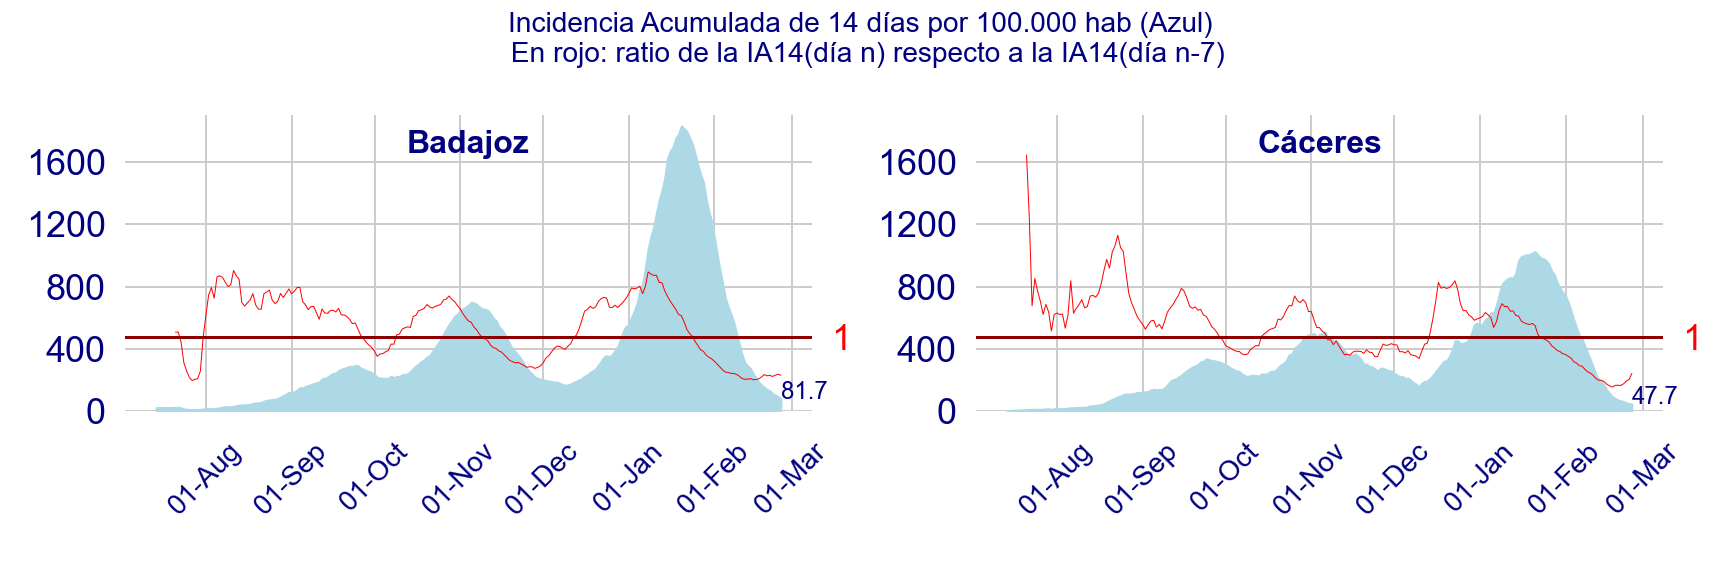 Incidencia Acumulada de 14 días por 100.000 hab (Azul)
En rojo: ratio de la IA14(día n) respecto a la IA14(día n-7)
Badajoz
1600
1200
800
400
0
1
81.7
01-Aug
01-Sep
01-Oct
01-Nov
01-Dec
01-Jan
01-Feb
01-Mar
Cáceres
1600
1200
800
400
0
1
47.7
01-Aug
01-Sep
01-Oct
01-Nov
01-Dec
01-Jan
01-Feb
01-Mar